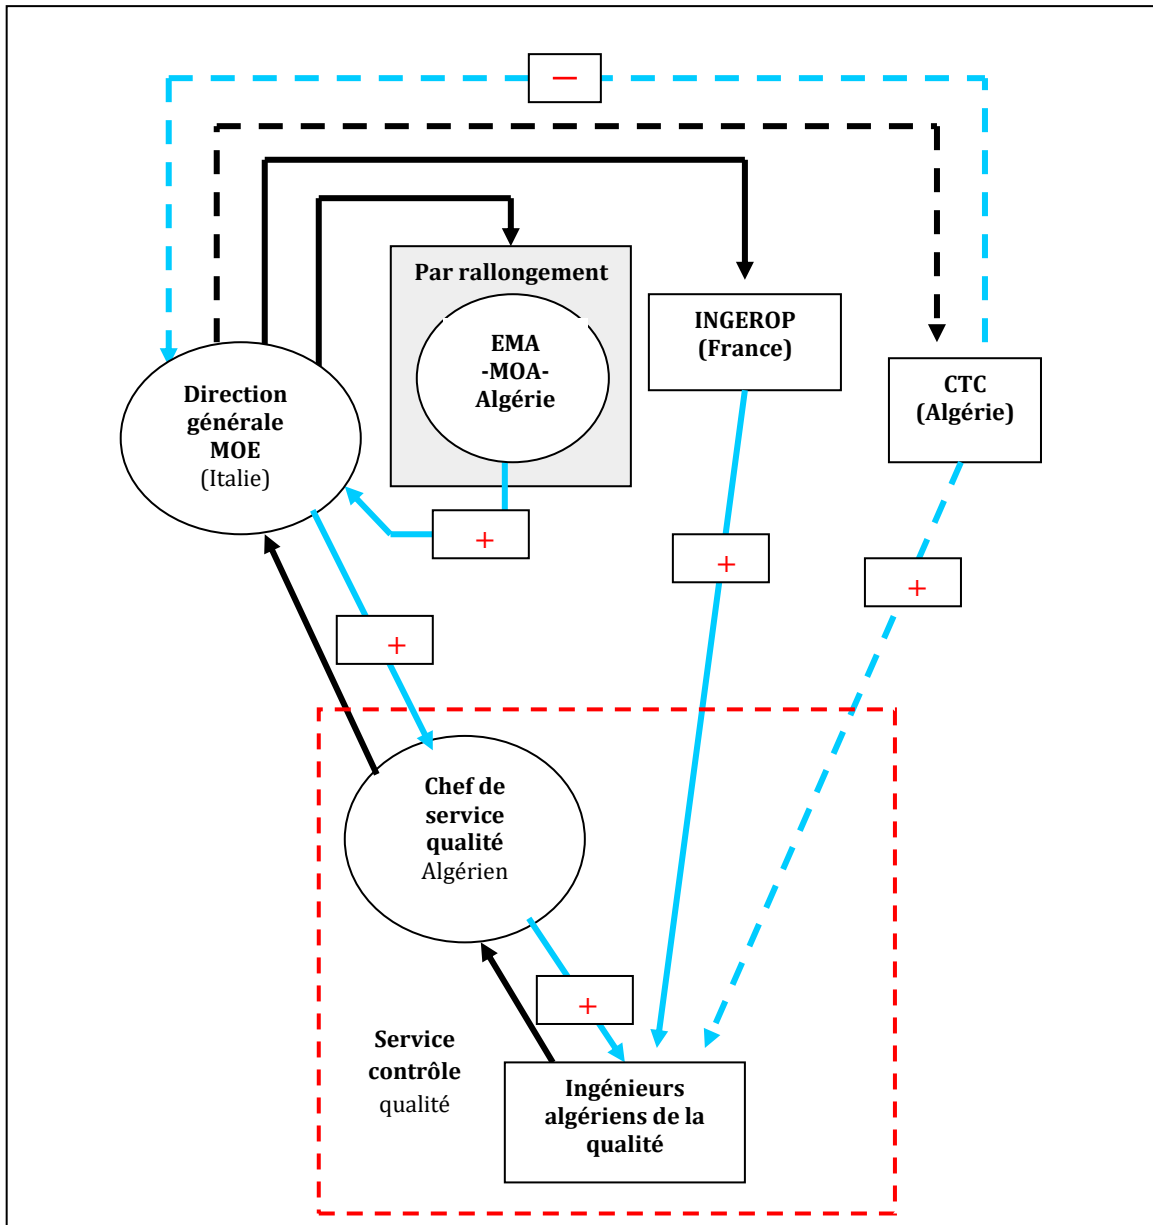 —
Par rallongement
EMA
-MOA-
Algérie
INGEROP
(France)
CTC
(Algérie)
Direction
générale
MOE
(Italie)
+
+
+
+
Chef de
service
qualité
Algérien
+
Service
contrôle
qualité
Ingénieurs
algériens de la
qualité